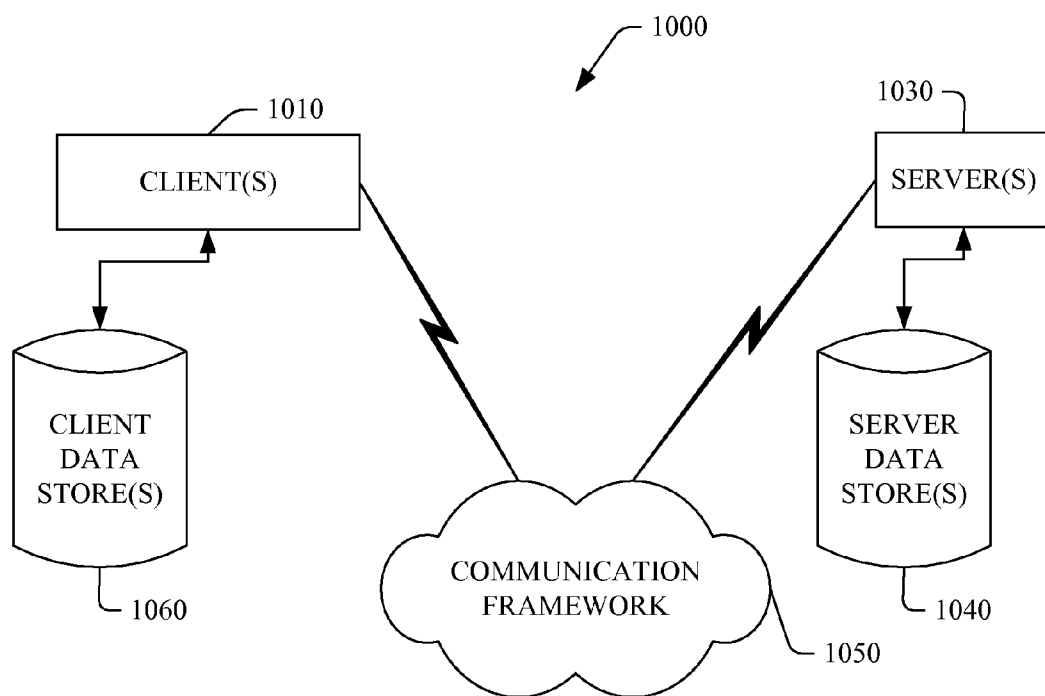 1000
1010
1030
CLIENT(S)
SERVER(S)
CLIENT
DATA
STORE(S)
SERVER
DATA
STORE(S)
COMMUNICATION
FRAMEWORK
1060
1040
1050